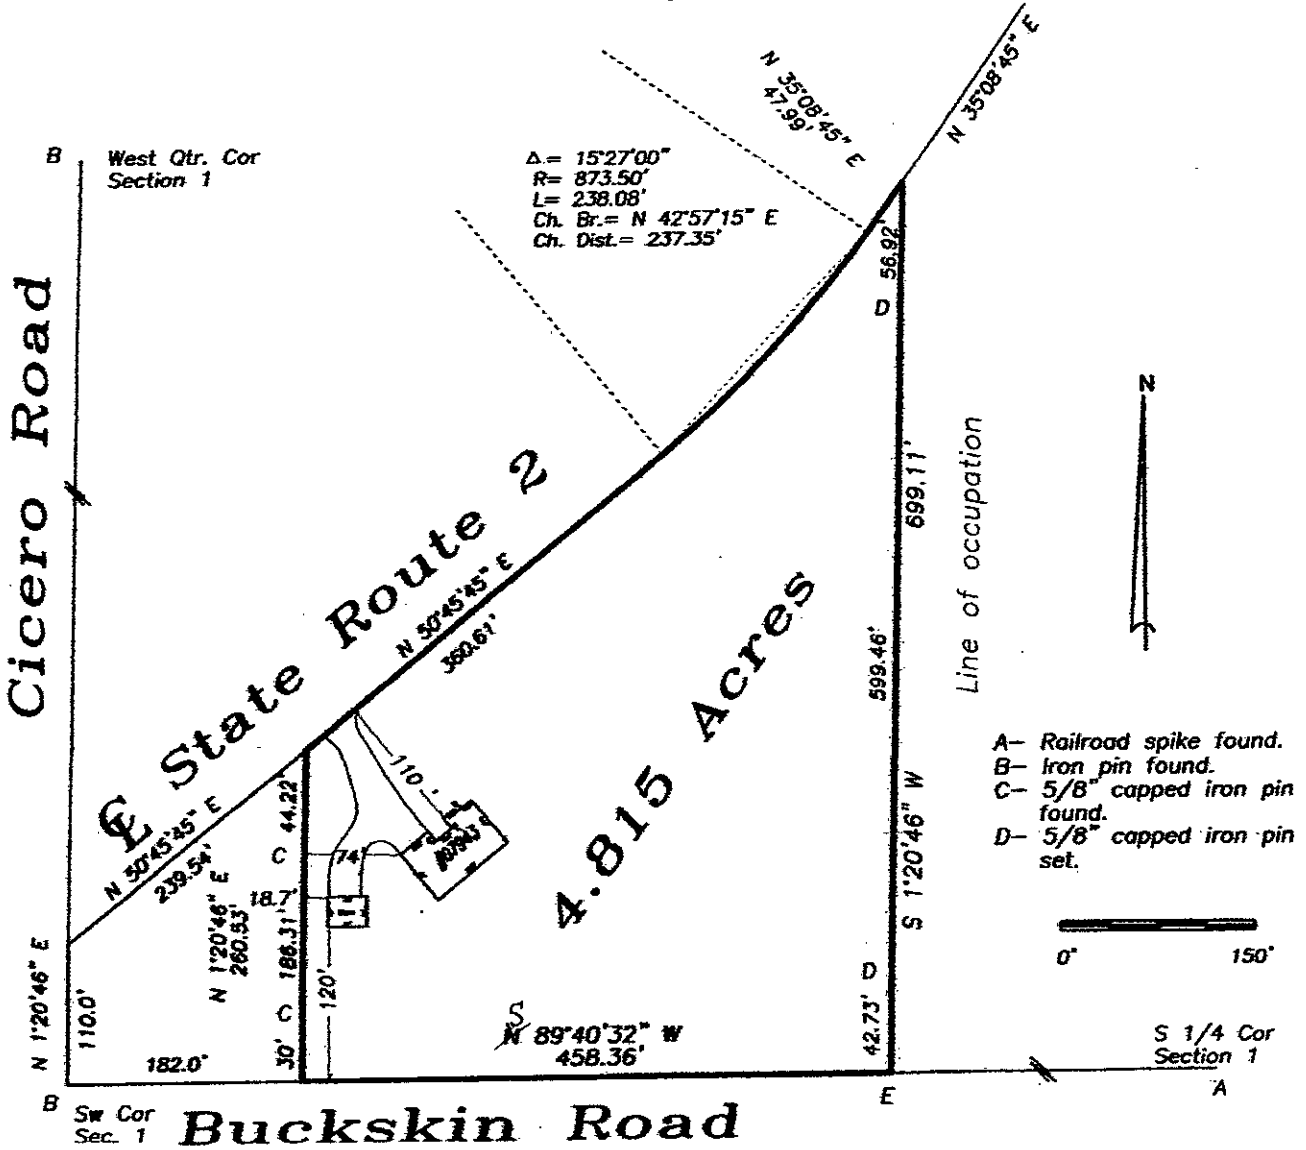 N 35°08'45" E
N 35°08'45" E
47.99'
B
West Qtr. Cor
Section 1
Δ= 15°27'00"
R= 873.50'
L= 238.08'
Ch. Br.= N 42°57'15" E
Ch. Dist.= 237.35'
56.92'
D
Cicero Road
N
℄ State Route 2
N 50°45'45" E
360.61'
699.11'
Line of occupation
599.46'
4.815 Acres
S 1°20'46" W
A- Railroad spike found.
B- Iron pin found.
C- 5/8" capped iron pin
found.
D- 5/8" capped iron pin
set.
0' 150'
110'
44.22'
C
74'
#07943
N 50°45'45" E
239.54'
18.7'
N 1°20'46" E
260.53'
186.31'
120'
N 1°20'46" E
110.0'
C
30'
182.0'
S
N 89°40'32" W
458.36'
D
42.73'
S 1/4 Cor
Section 1
A
B
Sw Cor
Sec. 1
E
Buckskin Road